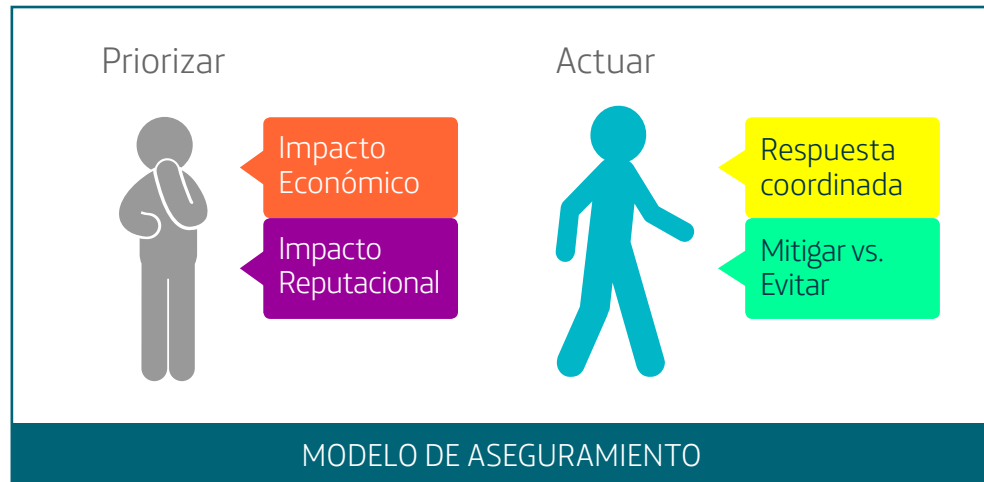 Priorizar
Impacto
Económico
Impacto
Reputacional
Actuar
Respuesta
coordinada
Mitigar vs.
Evitar
MODELO DE ASEGURAMIENTO